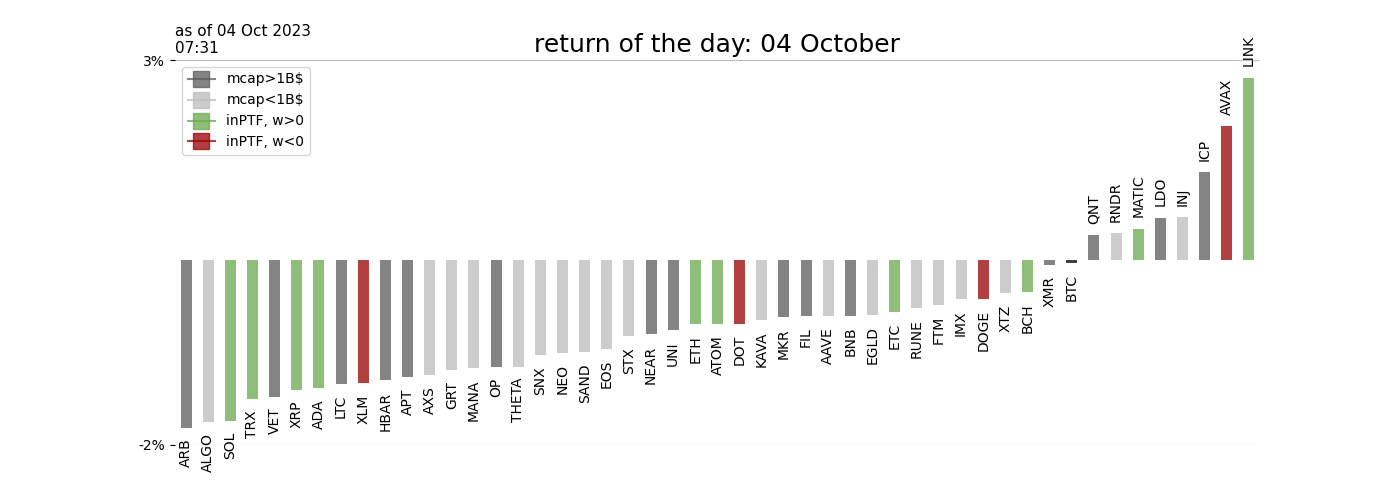 as of 04 Oct 2023
07:31
return of the day: 04 October
3%
mcap>1B$
mcap<1B$
inPTF, w>0
inPTF, w<0
-2%
ARB
ALGO
SOL
TRX
VET
XRP
ADA
LTC
XLM
HBAR
APT
AXS
GRT
MANA
OP
THETA
SNX
NEO
SAND
EOS
STX
NEAR
UNI
ETH
ATOM
DOT
KAVA
MKR
FIL
AAVE
BNB
EGLD
ETC
RUNE
FTM
IMX
DOGE
XTZ
BCH
XMR
BTC
QNT
RNDR
MATIC
LDO
INJ
ICP
AVAX
LINK